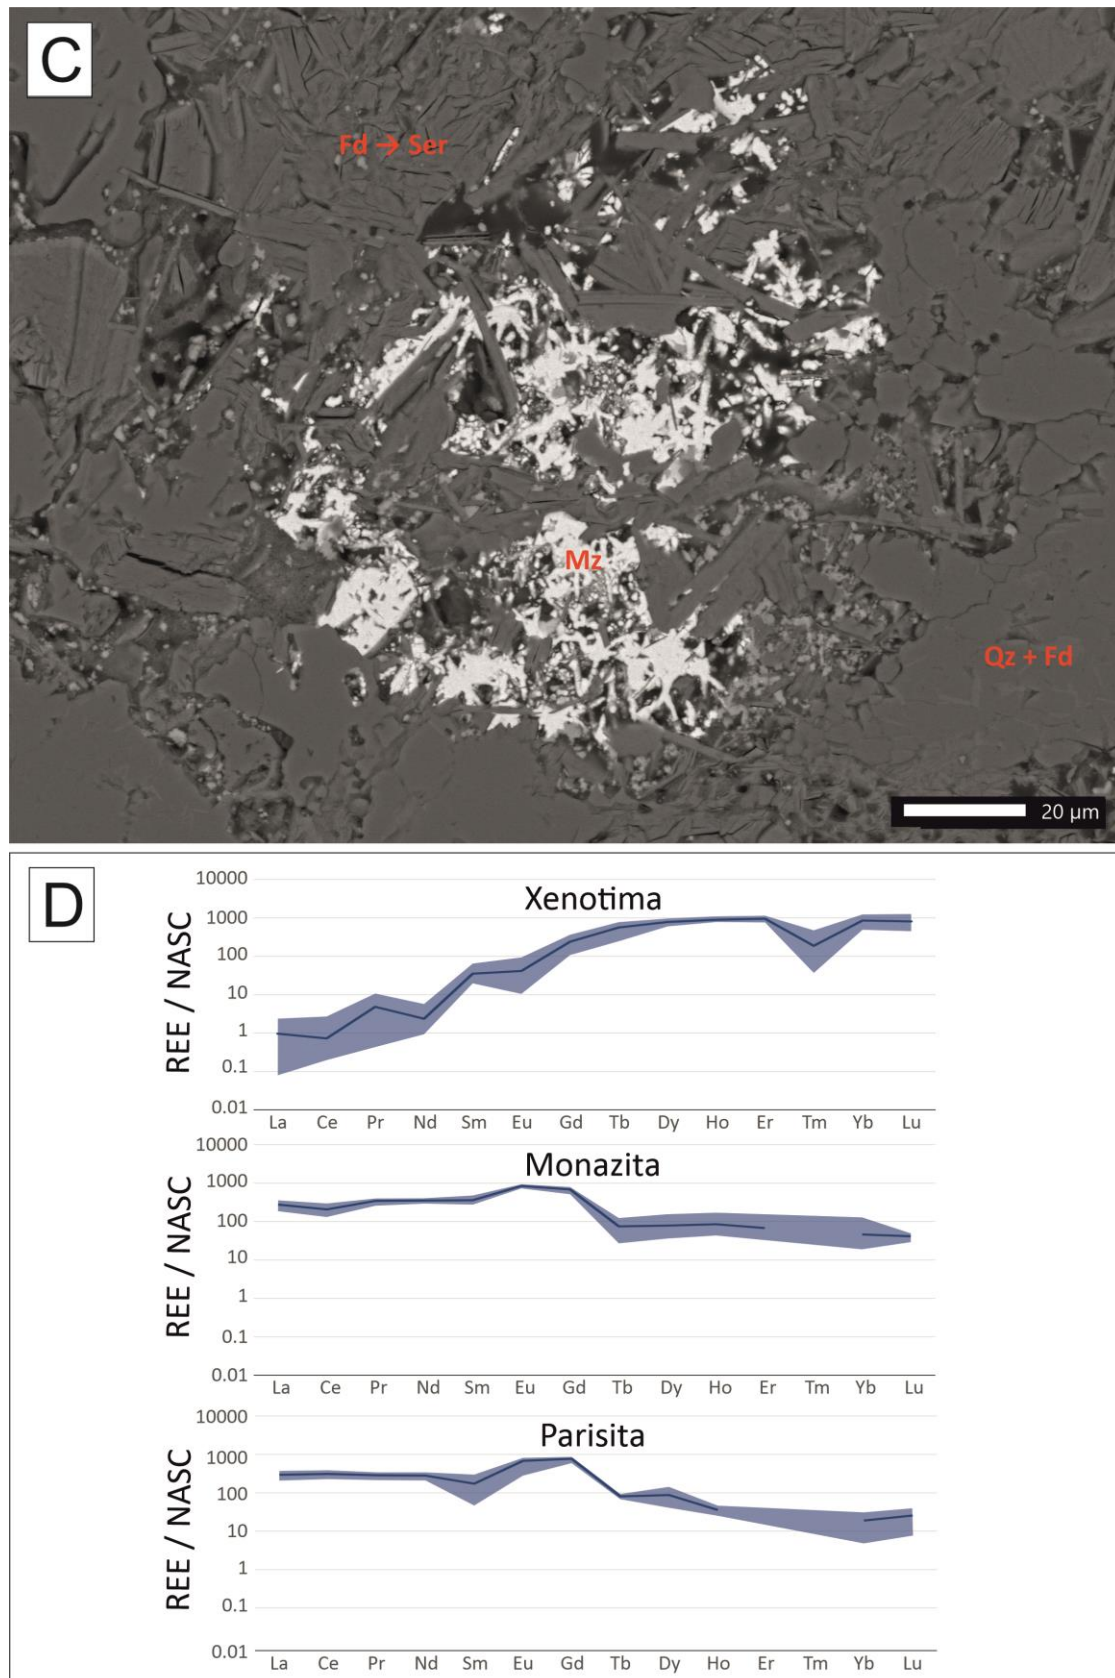 C
Fd → Ser
Mz
Qz + Fd
20 µm
D
Xenotima
REE / NASC
10000
1000
100
10
1
0.1
0.01
La Ce Pr Nd Sm Eu Gd Tb Dy Ho Er Tm Yb Lu
Monazita
REE / NASC
10000
1000
100
10
1
0.1
0.01
La Ce Pr Nd Sm Eu Gd Tb Dy Ho Er Tm Yb Lu
Parisita
REE / NASC
10000
1000
100
10
1
0.1
0.01
La Ce Pr Nd Sm Eu Gd Tb Dy Ho Er Tm Yb Lu